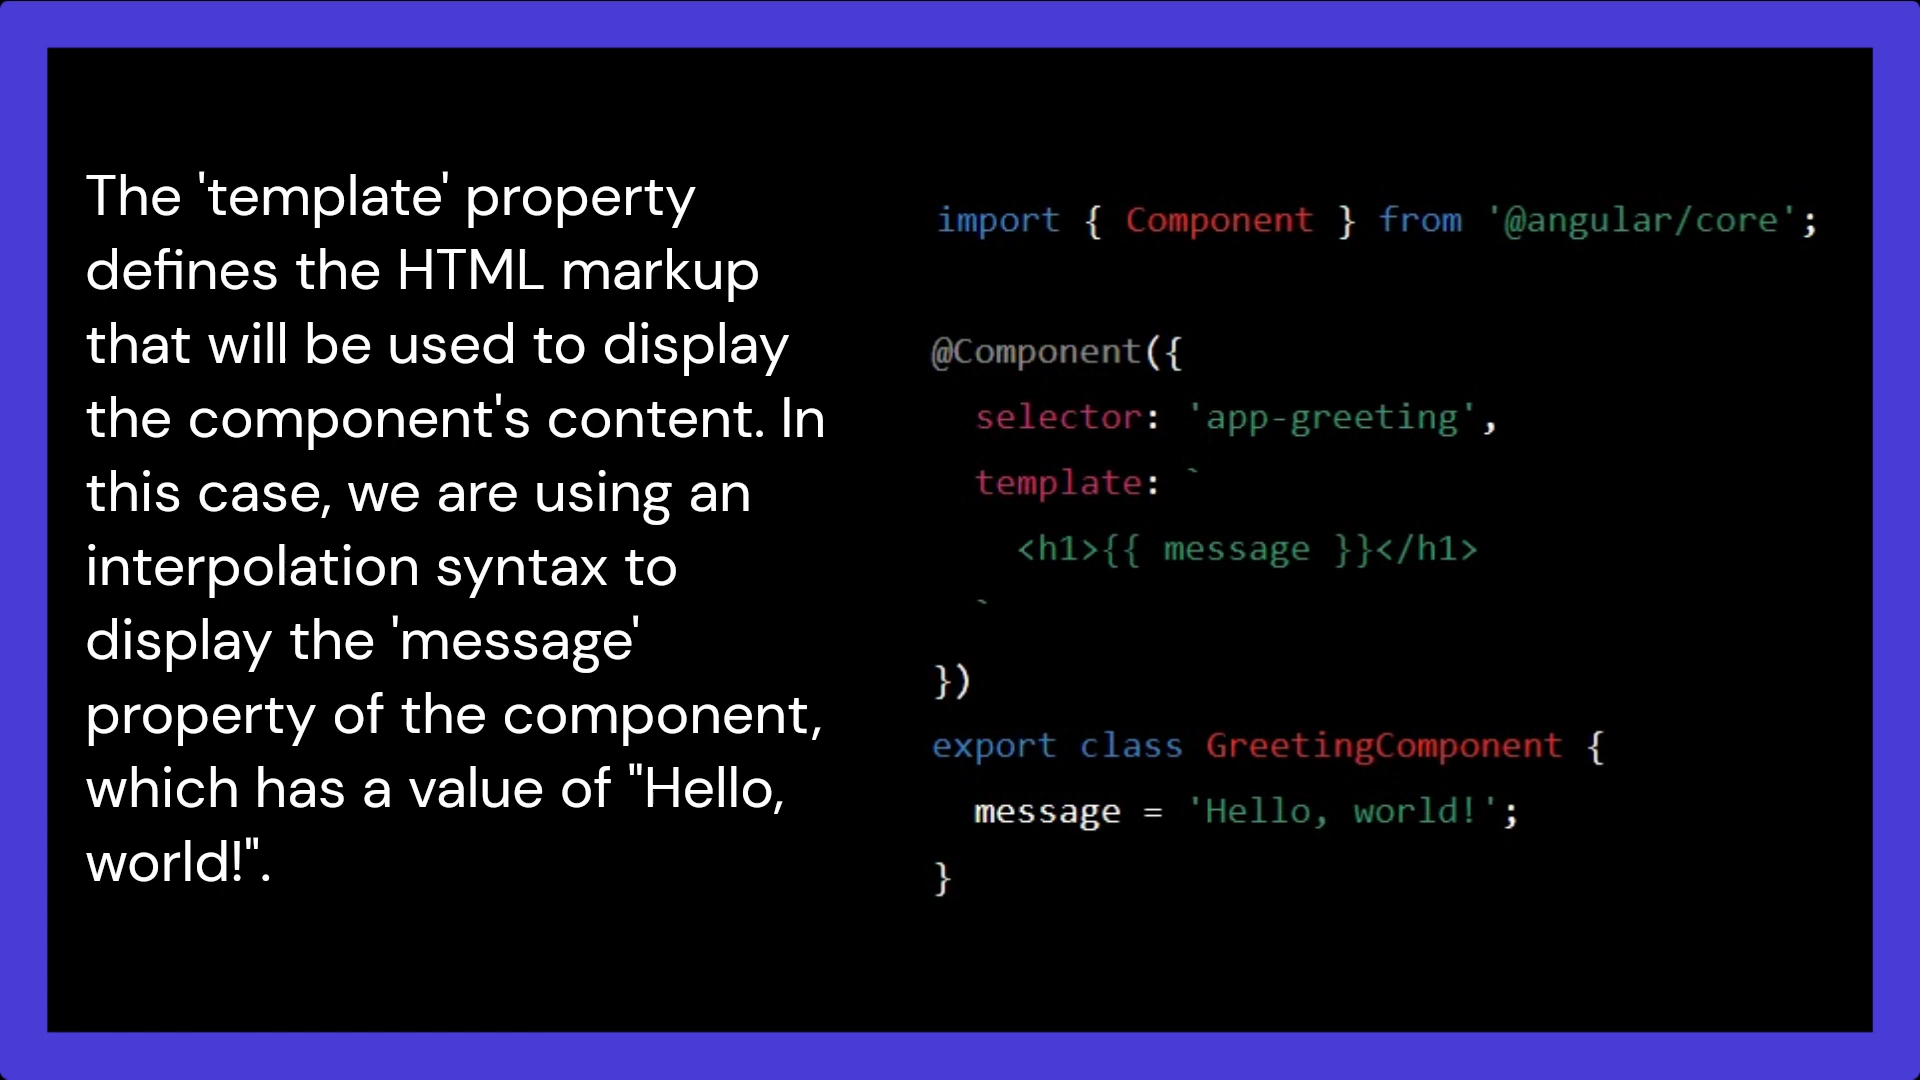 The 'template' property
defines the HTML markup
that will be used to display
the component's content. In
this case, we are using an
interpolation syntax to
display the 'message'
property of the component,
which has a value of "Hello,
world!".
import { Component } from '@angular/core';
@Component({
  selector: 'app-greeting',
  template: `
    <h1>{{ message }}</h1>
  `
})
export class GreetingComponent {
  message = 'Hello, world!';
}